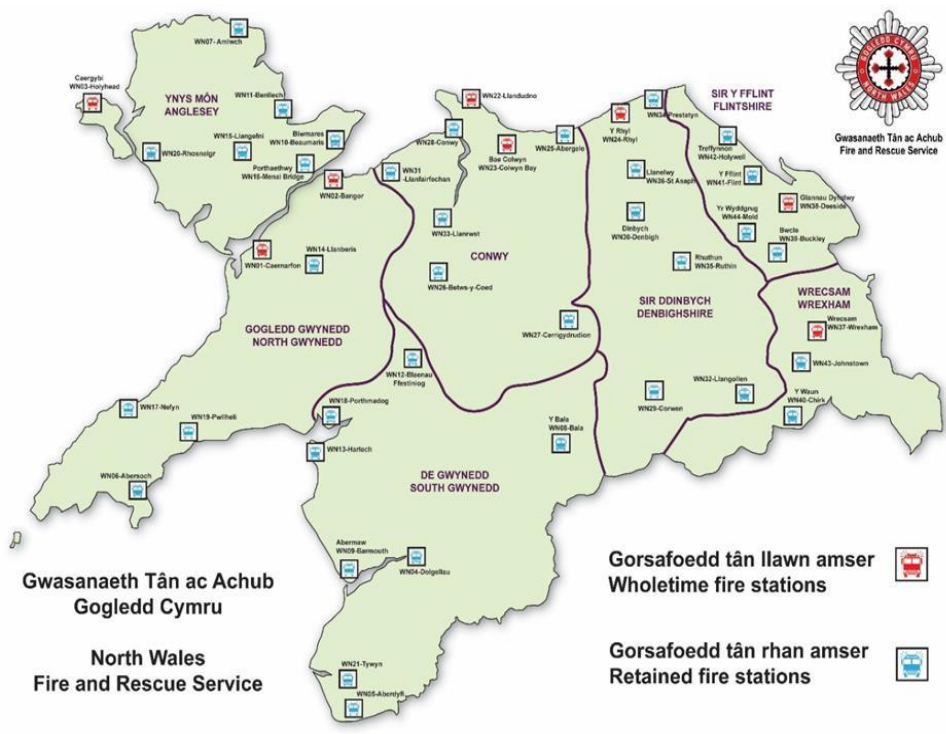 WN07- Amlwch
Caergybi
WN03-Holyhead
YNYS MÔN
ANGLESEY
WN11-Benllech
WN20-Rhosneigr
WN15-Llangefni
Biwmares
WN10-Beaumaris
Porthaethwy
WN16-Menai Bridge
WN02-Bangor
WN01-Caernarfon
WN14-Llanberis
GOGLEDD GWYNEDD
NORTH GWYNEDD
WN17-Nefyn
WN19-Pwllheli
WN06-Abersoch
WN18-Porthmadog
WN13-Harlech
WN12-Blaenau
Ffestiniog
WN22-Llandudno
WN28-Conwy
WN31
-Llanfairfechan
Bae Colwyn
WN23-Colwyn Bay
WN25-Abergele
WN33-Llanrwst
CONWY
WN26-Betws-y-Coed
WN27-Cerrigydrudion
Y Rhyl
WN24-Rhyl
WN34-Prestatyn
Llanelwy
WN36-St Asaph
Dinbych
WN30-Denbigh
Rhuthun
WN35-Ruthin
SIR DDINBYCH
DENBIGHSHIRE
WN29-Corwen
WN32-Llangollen
SIR Y FFLINT
FLINTSHIRE
Treffynnon
WN42-Holywell
Y Fflint
WN41-Flint
Glannau Dyfrdwy
WN38-Deeside
Yr Wyddgrug
WN44-Mold
Bwcle
WN39-Buckley
WRECSAM
WREXHAM
Wrecsam
WN37-Wrexham
WN43-Johnstown
Y Waun
WN40-Chirk
Y Bala
WN08-Bala
DE GWYNEDD
SOUTH GWYNEDD
Abermaw
WN09-Barmouth
WN04-Dolgellau
WN21-Tywyn
WN05-Aberdyfi
GOGLEDD CYMRU
NORTH WALES
Gwasanaeth Tân ac Achub
Fire and Rescue Service
Gwasanaeth Tân ac Achub
Gogledd Cymru
North Wales
Fire and Rescue Service
Gorsafoedd tân llawn amser
Wholetime fire stations
Gorsafoedd tân rhan amser
Retained fire stations